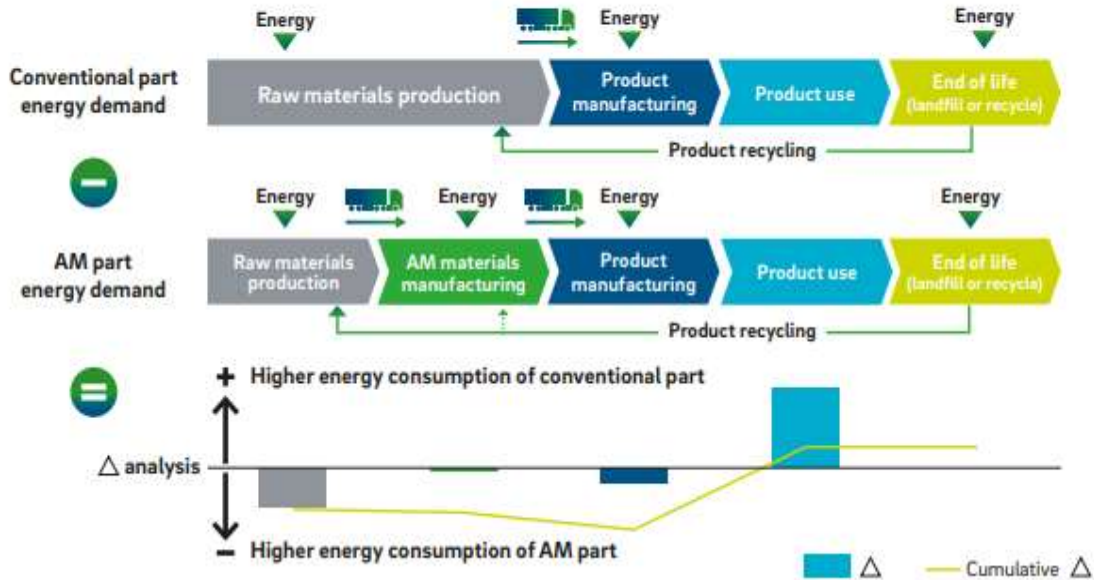 Energy
Energy
Energy
Conventional part
energy demand
Raw materials production
Product
manufacturing
Product use
End of life
(landfill or recycle)
Product recycling
Energy
Energy
Energy
Energy
AM part
energy demand
Raw materials
production
AM materials
manufacturing
Product
manufacturing
Product use
End of life
(landfill or recycle)
Product recycling
+ Higher energy consumption of conventional part
△ analysis
− Higher energy consumption of AM part
△
Cumulative △